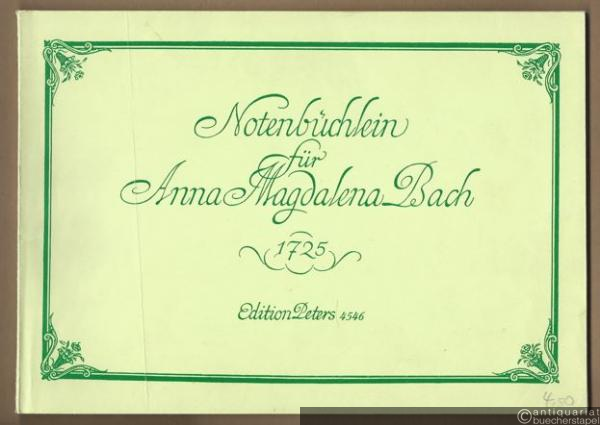 Notenbüchlein
für
Anna Magdalena Bach
1725
Edition Peters 4546
4,50
antiquariat
buecherstapel